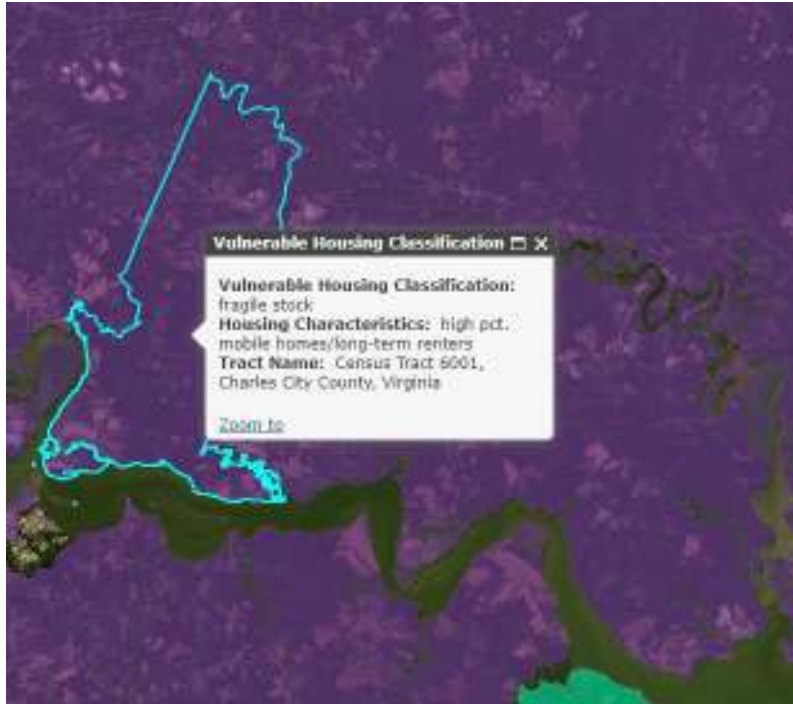 Vulnerable Housing Classification
Vulnerable Housing Classification:
fragile stock
Housing Characteristics: high pct.
mobile homes/long-term renters
Tract Name: Census Tract 6001,
Charles City County, Virginia
Zoom to